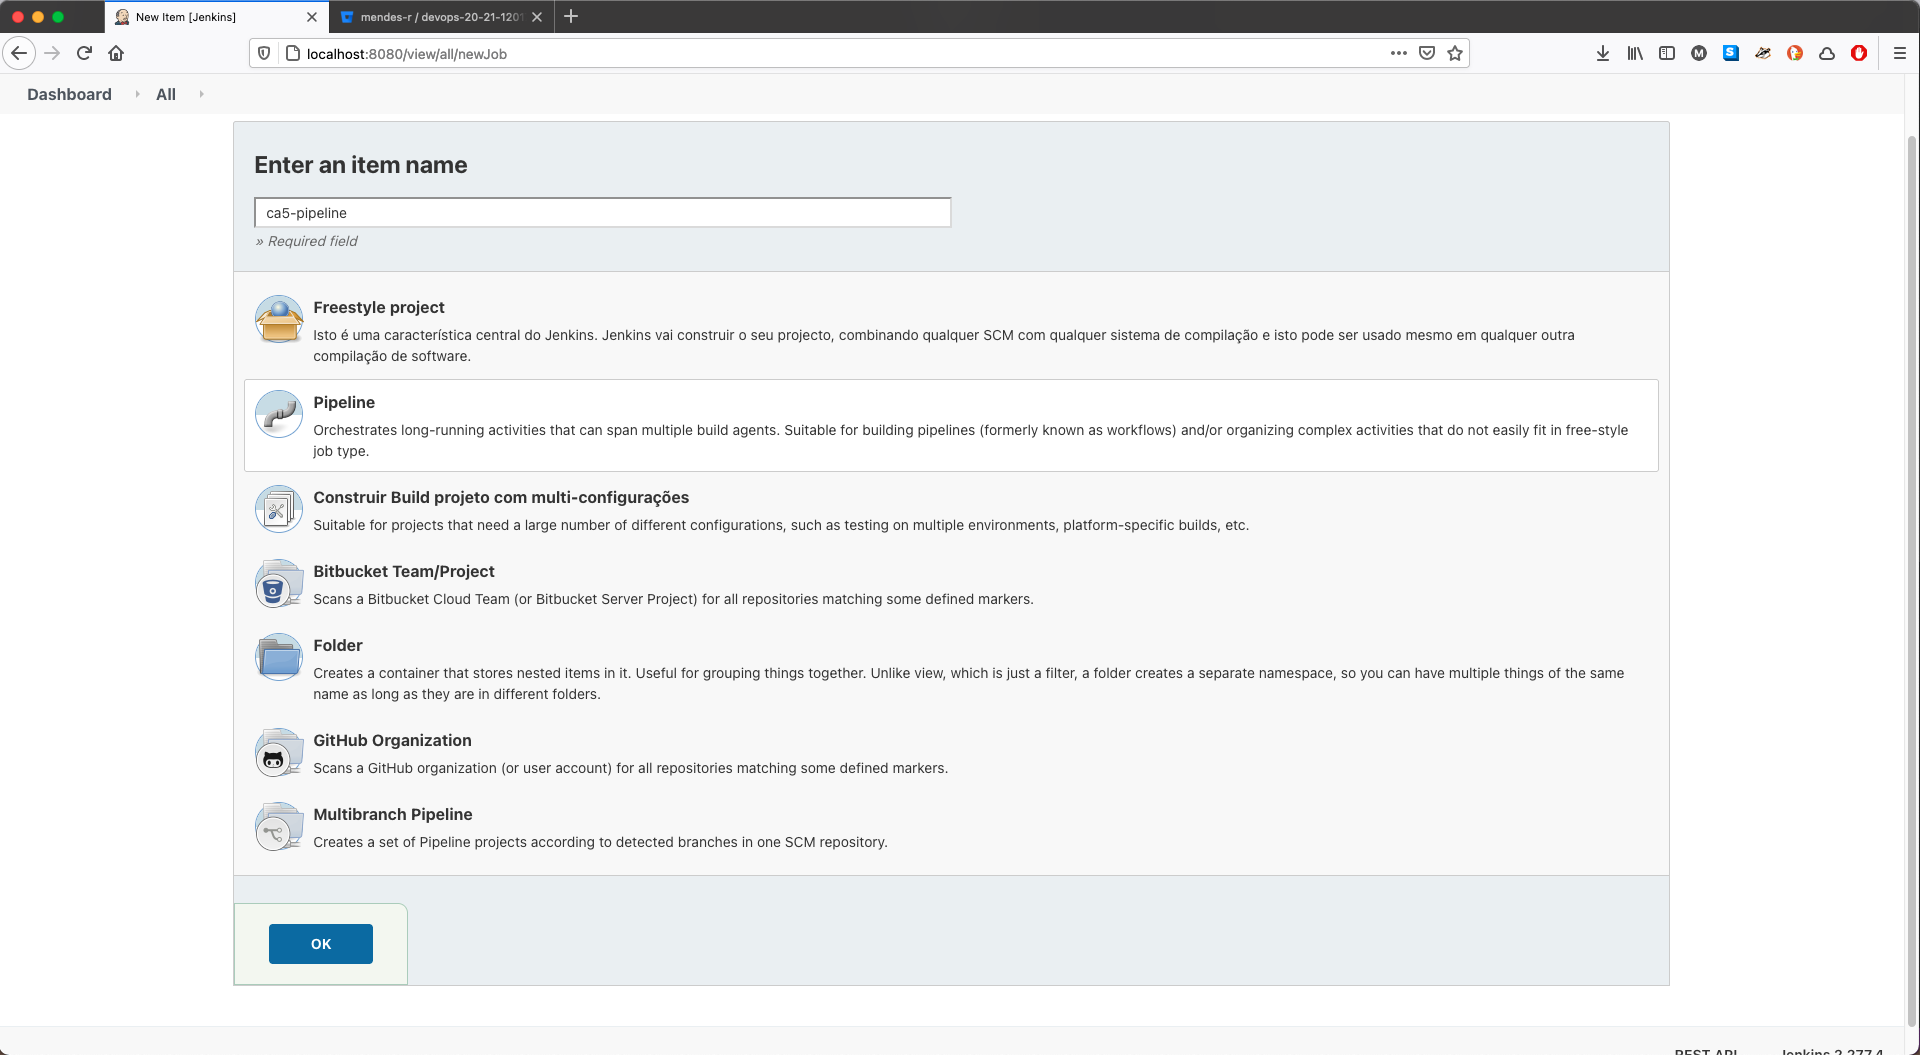 New Item [Jenkins]
mendes-r / devops-20-21-1201
localhost:8080/view/all/newJob
Dashboard
All
Enter an item name
ca5-pipeline
» Required field
Freestyle project
Isto é uma característica central do Jenkins. Jenkins vai construir o seu projecto, combinando qualquer SCM com qualquer sistema de compilação e isto pode ser usado mesmo em qualquer outra
compilação de software.
Pipeline
Orchestrates long-running activities that can span multiple build agents. Suitable for building pipelines (formerly known as workflows) and/or organizing complex activities that do not easily fit in free-style
job type.
Construir Build projeto com multi-configurações
Suitable for projects that need a large number of different configurations, such as testing on multiple environments, platform-specific builds, etc.
Bitbucket Team/Project
Scans a Bitbucket Cloud Team (or Bitbucket Server Project) for all repositories matching some defined markers.
Folder
Creates a container that stores nested items in it. Useful for grouping things together. Unlike view, which is just a filter, a folder creates a separate namespace, so you can have multiple things of the same
name as long as they are in different folders.
GitHub Organization
Scans a GitHub organization (or user account) for all repositories matching some defined markers.
Multibranch Pipeline
Creates a set of Pipeline projects according to detected branches in one SCM repository.
OK
REST API
Jenkins 2.277.4